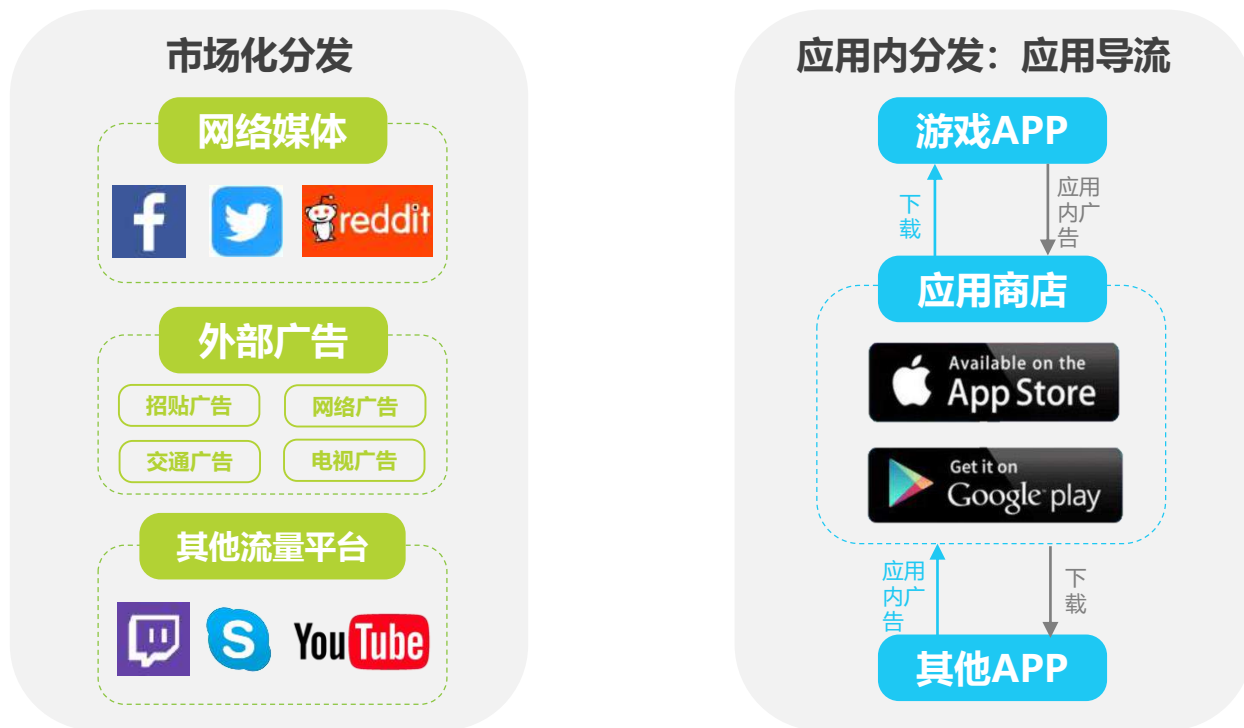 市场化分发
网络媒体
f
reddit
外部广告
招贴广告
网络广告
交通广告
电视广告
其他流量平台
S
YouTube
应用内分发：应用导流
游戏APP
下
载
应用
内广
告
应用商店
Available on the
App Store
Get it on
Google play
应用
内广
告
下
载
其他APP